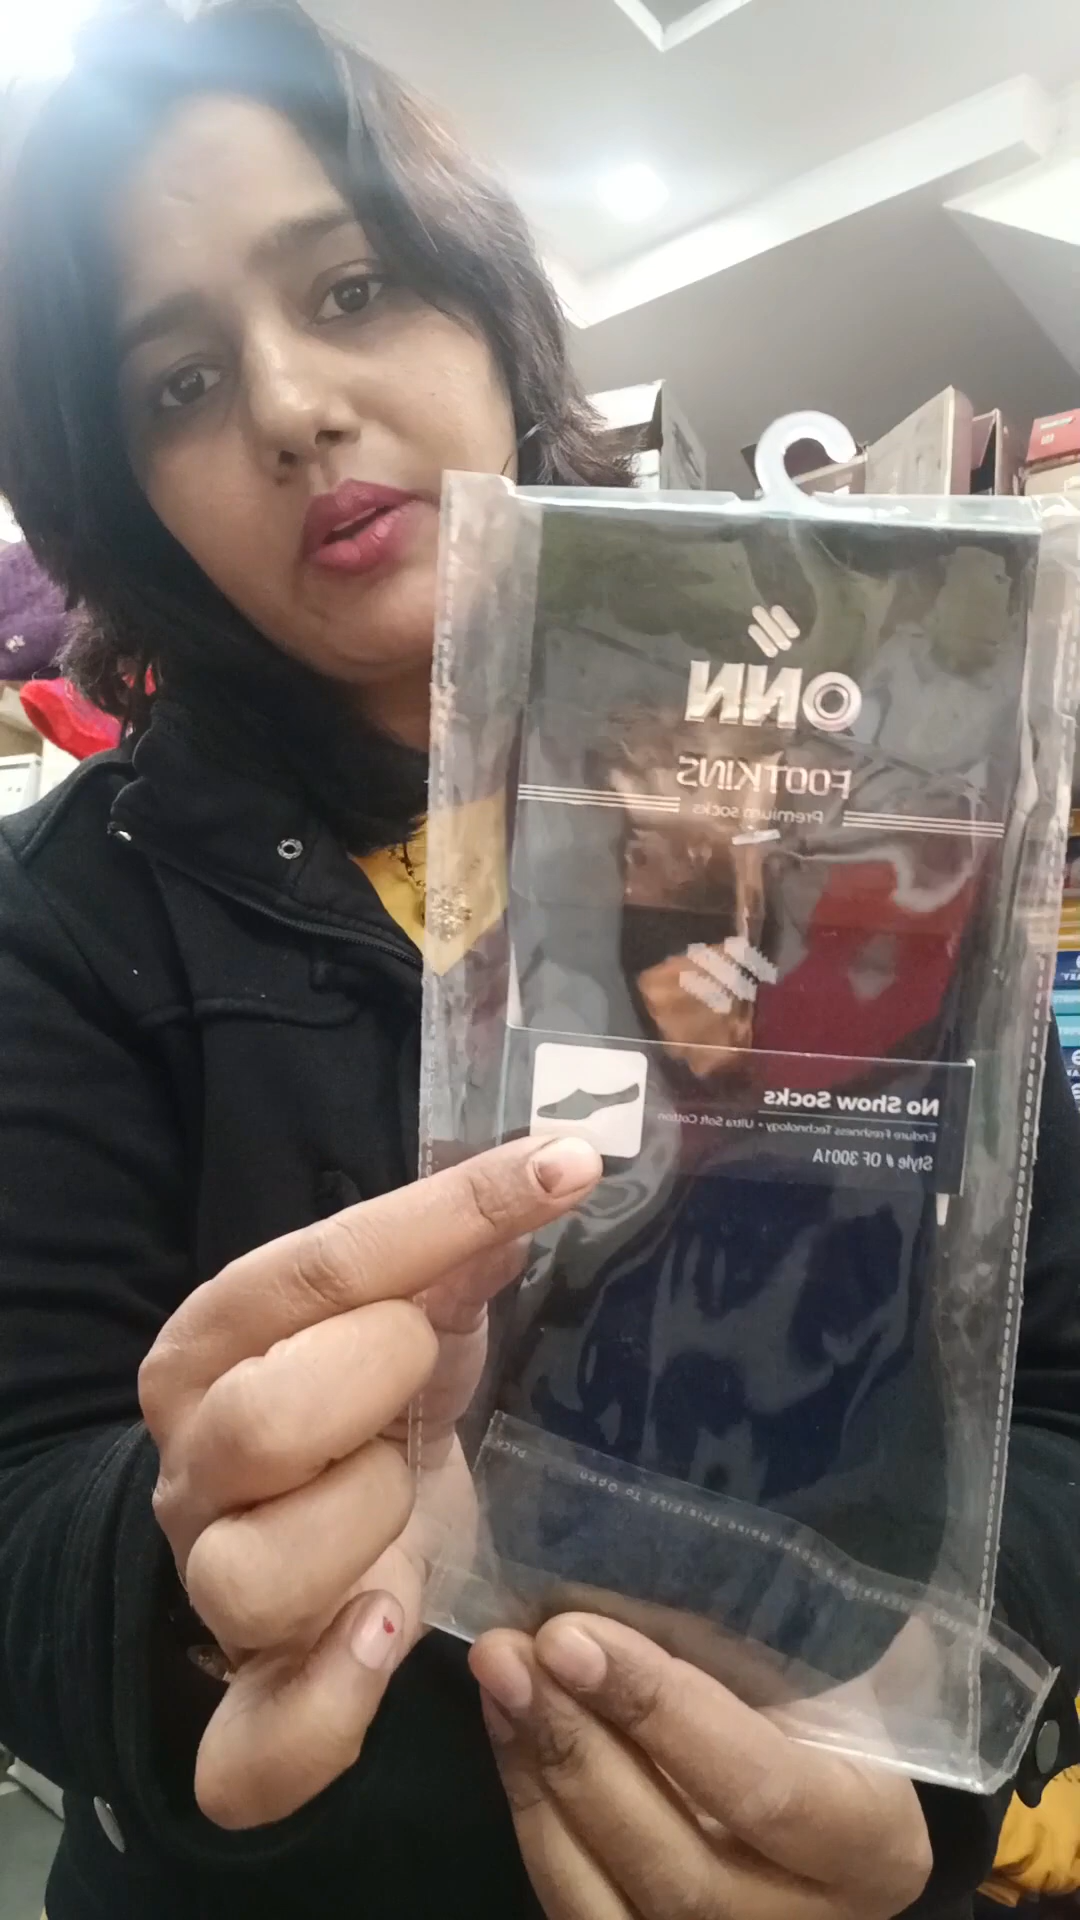 ONN
FOOTKINS
Premium socks
No Show Socks
Endure Freshness Technology • Ultra Soft Cotton
Style # OF 3001A